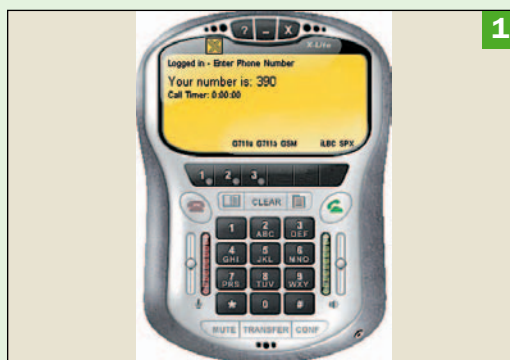 1
? - X
X-Lite
Logged in - Enter Phone Number
Your number is: 390
Call Timer: 0:00:00
G711u G711a GSM iLBC SPX
1 2 3
CLEAR
1 2 3
ABC DEF
4 5 6
GHI JKL MNO
7 8 9
PRS TUV WXY
* 0 #
MUTE TRANSFER CONF